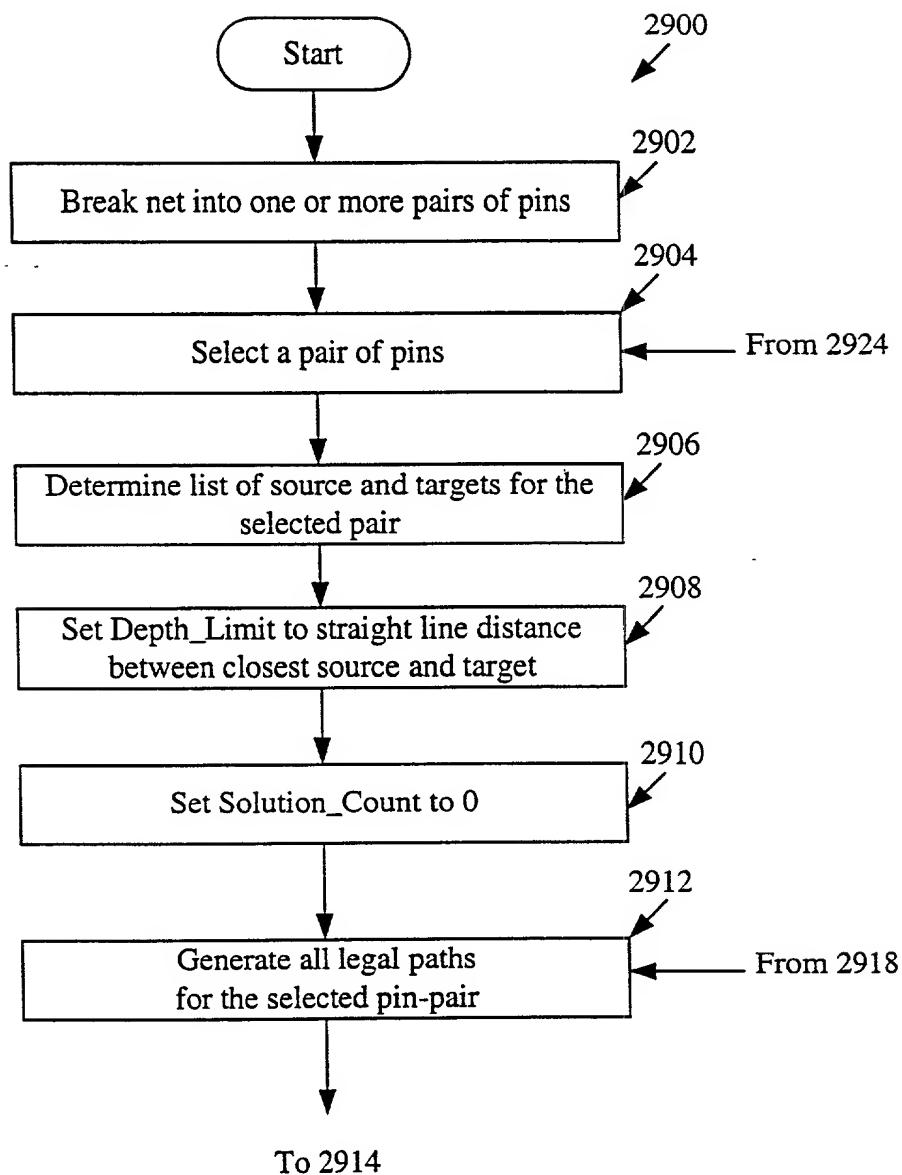 Start
2900
2902
Break net into one or more pairs of pins
2904
Select a pair of pins
From 2924
2906
Determine list of source and targets for the
selected pair
2908
Set Depth_Limit to straight line distance
between closest source and target
2910
Set Solution_Count to 0
2912
Generate all legal paths
for the selected pin-pair
From 2918
To 2914